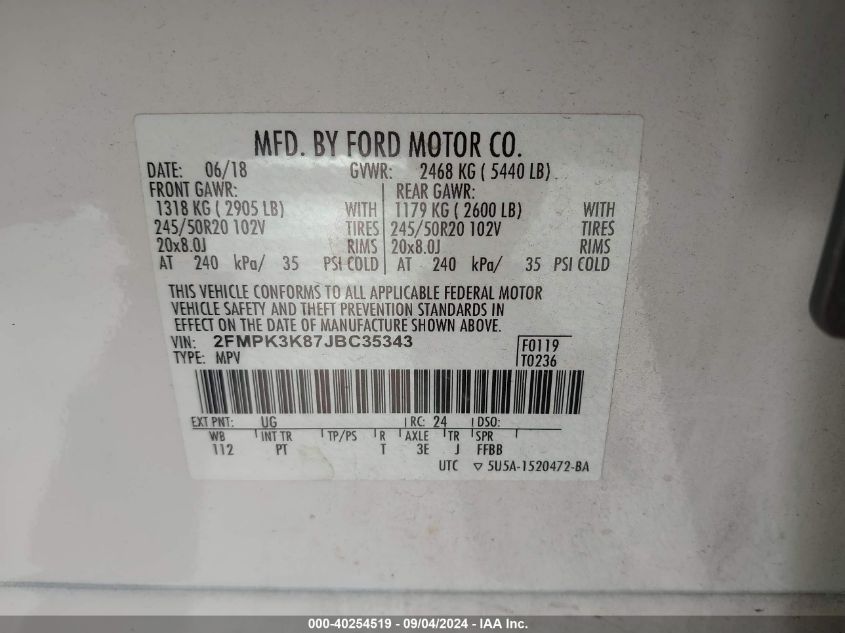 MFD. BY FORD MOTOR CO.
DATE: 06/18 GVWR: 2468 KG ( 5440 LB)
FRONT GAWR: REAR GAWR:
1318 KG ( 2905 LB) WITH 1179 KG ( 2600 LB) WITH
245/50R20 102V TIRES 245/50R20 102V TIRES
20x8.0J RIMS 20x8.0J RIMS
AT 240 kPa/ 35 PSI COLD AT 240 kPa/ 35 PSI COLD
THIS VEHICLE CONFORMS TO ALL APPLICABLE FEDERAL MOTOR
VEHICLE SAFETY AND THEFT PREVENTION STANDARDS IN
EFFECT ON THE DATE OF MANUFACTURE SHOWN ABOVE.
VIN: 2FMPK3K87JBC35343 F0119
TYPE: MPV T0236
EXT PNT: UG RC: 24 DSO:
WB INT TR TP/PS R AXLE TR SPR
112 PT T 3E J FFBB
UTC ▽ 5U5A-1520472-BA
000-40254519 - 09/04/2024 - www.iaai.com